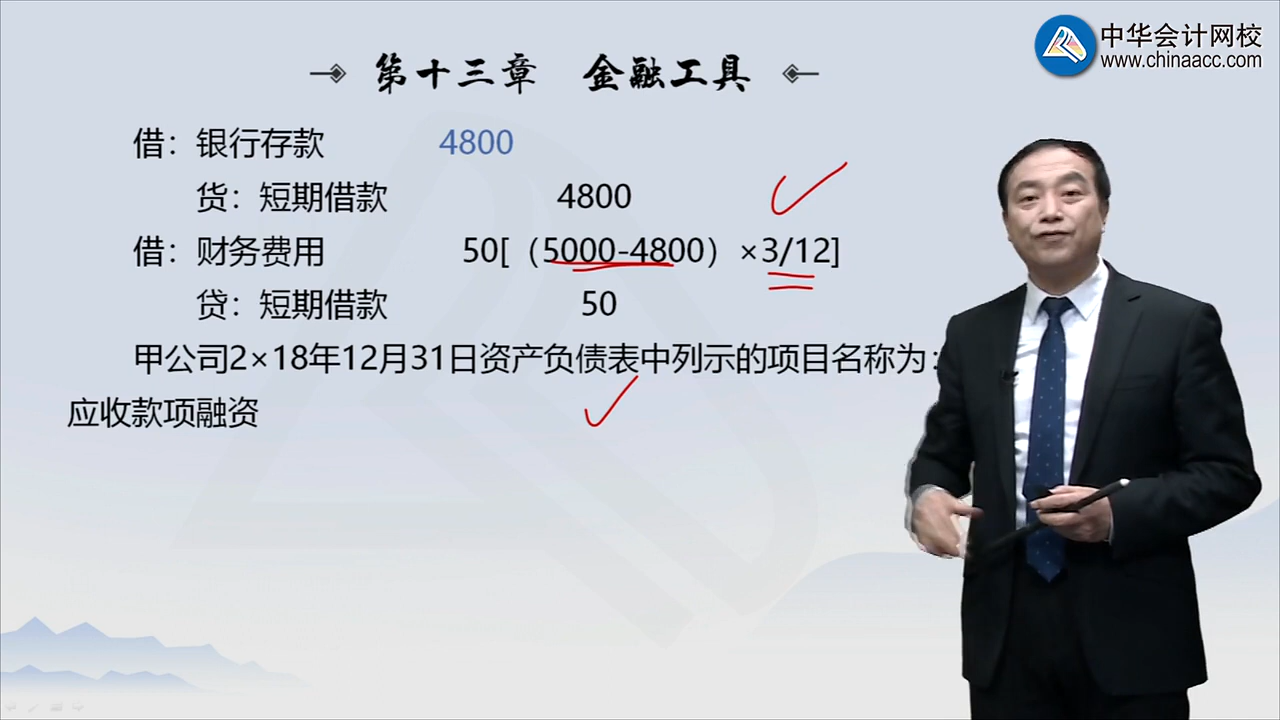 中华会计网校
www.chinaacc.com
第十三章 金融工具
借：银行存款 4800
货：短期借款 4800
借：财务费用 50[（5000-4800）×3/12]
贷：短期借款 50
甲公司2×18年12月31日资产负债表中列示的项目名称为：
应收款项融资